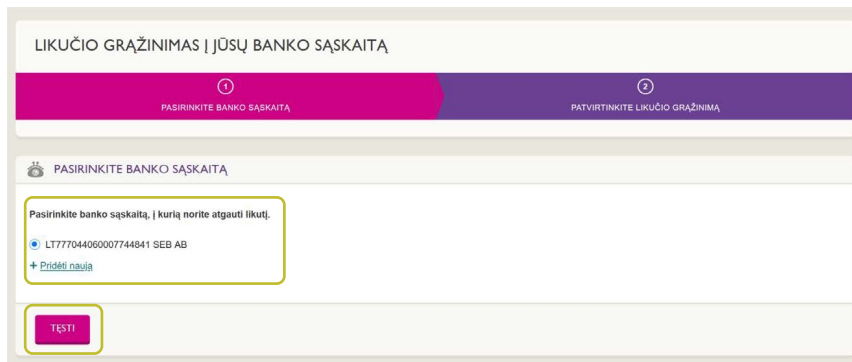 LIKUČIO GRĄŽINIMAS Į JŪSŲ BANKO SĄSKAITĄ
1
PASIRINKITE BANKO SĄSKAITĄ
2
PATVIRTINKITE LIKUČIO GRĄŽINIMĄ
PASIRINKITE BANKO SĄSKAITĄ
Pasirinkite banko sąskaitą, į kurią norite atgauti likutį.
LT777044060007744841 SEB AB
+ Pridėti naują
TĘSTI